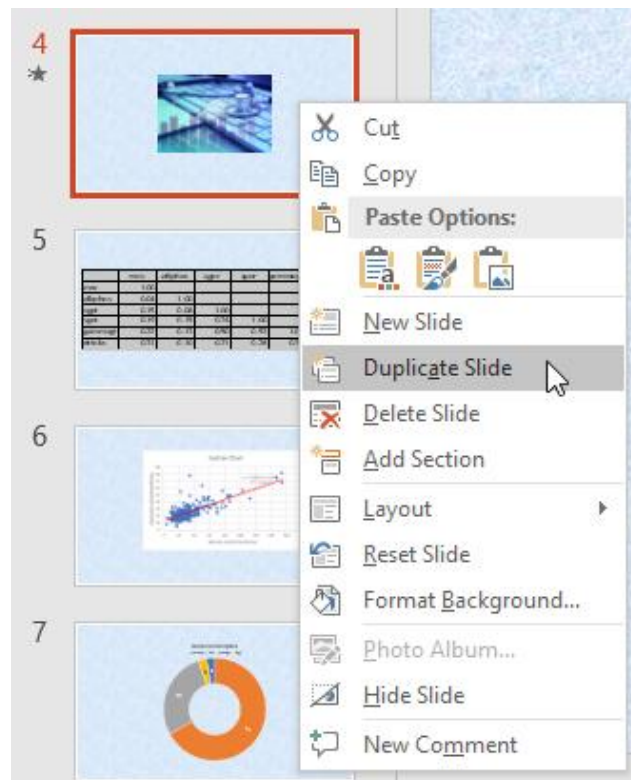 4
Cut
Copy
Paste Options:
5
New Slide
Duplicate Slide
Delete Slide
6
Add Section
Layout
Reset Slide
Format Background...
7
Photo Album...
Hide Slide
New Comment